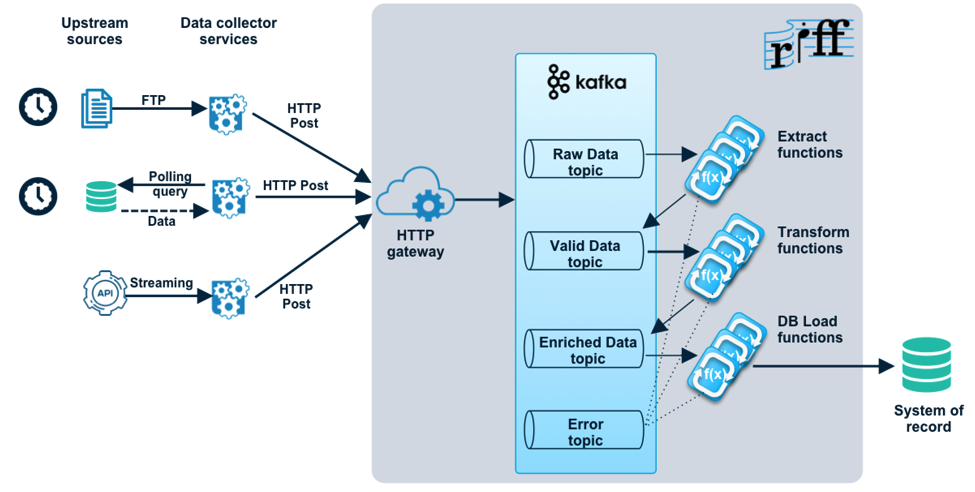 Upstream
sources
Data collector
services
riff
kafka
FTP
HTTP
Post
Raw Data
topic
f(x)
Extract
functions
Polling
query
HTTP Post
Data
HTTP
gateway
Valid Data
topic
f(x)
Transform
functions
API
Streaming
HTTP
Post
Enriched Data
topic
f(x)
DB Load
functions
Error
topic
System of
record